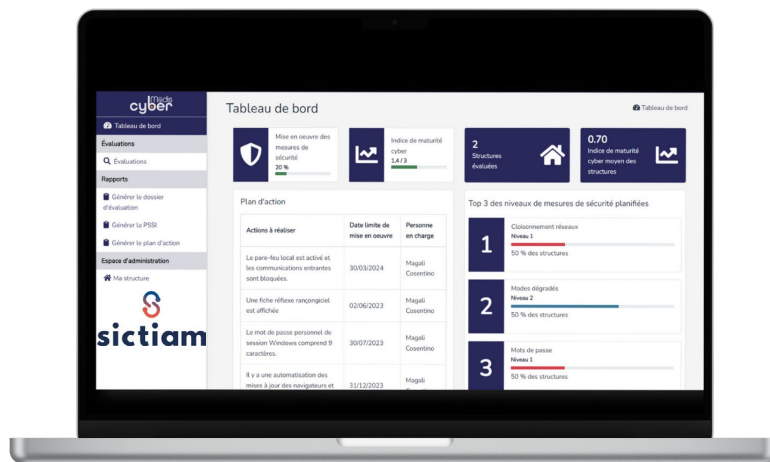 Mads
cyber
Tableau de bord
Évaluations
Évaluations
Rapports
Générer le dossier
d'évaluation
Générer la PSSI
Générer le plan d'action
Espace d'administration
Ma structure
sictiam
Tableau de bord
Tableau de bord
Mise en oeuvre des
mesures de
sécurité
20 %
Indice de maturité
cyber
1,4 / 3
2
Structures
évaluées
0.70
Indice de maturité
cyber moyen des
structures
Plan d'action
Actions à réaliser
Date limite de
mise en oeuvre
Personne
en charge
Le pare-feu local est activé et
les communications entrantes
sont bloquées.
30/03/2024
Magali
Cosentino
Une fiche réflexe rançongiciel
est affichée
02/06/2023
Magali
Cosentino
Le mot de passe personnel de
session Windows comprend 9
caractères.
30/07/2023
Magali
Cosentino
Il y a une automatisation des
mises à jour des navigateurs et
31/12/2023
Magali
Top 3 des niveaux de mesures de sécurité planifiées
1
Cloisonnement réseaux
Niveau 1
50 % des structures
2
Modes dégradés
Niveau 2
50 % des structures
3
Mots de passe
Niveau 1
50 % des structures